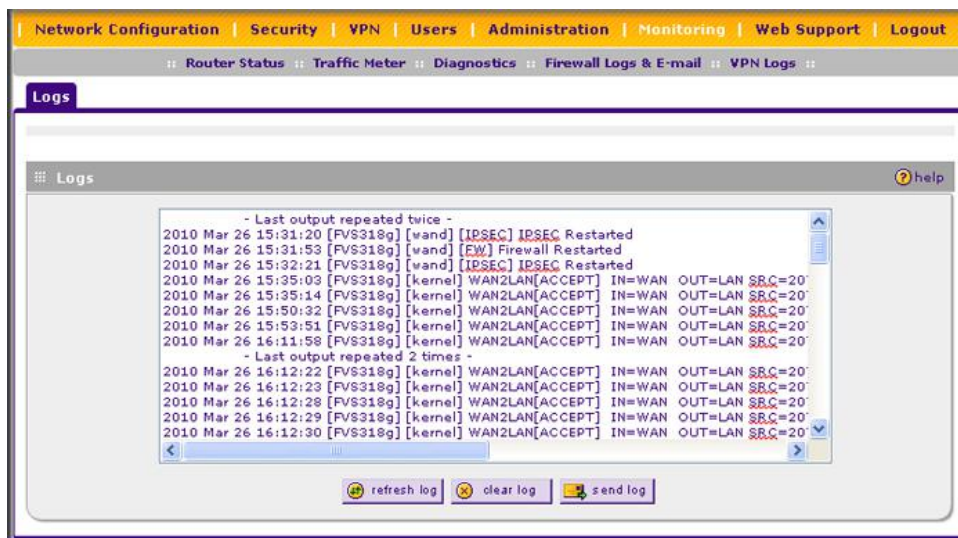 Network Configuration | Security | VPN | Users | Administration | Monitoring | Web Support | Logout
:: Router Status :: Traffic Meter :: Diagnostics :: Firewall Logs & E-mail :: VPN Logs ::
Logs
Logs
help
- Last output repeated twice -
2010 Mar 26 15:31:20 [FVS318g] [wand] [IPSEC] IPSEC Restarted
2010 Mar 26 15:31:53 [FVS318g] [wand] [FW] Firewall Restarted
2010 Mar 26 15:32:21 [FVS318g] [wand] [IPSEC] IPSEC Restarted
2010 Mar 26 15:35:03 [FVS318g] [kernel] WAN2LAN[ACCEPT] IN=WAN OUT=LAN SRC=20
2010 Mar 26 15:35:14 [FVS318g] [kernel] WAN2LAN[ACCEPT] IN=WAN OUT=LAN SRC=20
2010 Mar 26 15:50:32 [FVS318g] [kernel] WAN2LAN[ACCEPT] IN=WAN OUT=LAN SRC=20
2010 Mar 26 15:53:51 [FVS318g] [kernel] WAN2LAN[ACCEPT] IN=WAN OUT=LAN SRC=20
2010 Mar 26 16:11:58 [FVS318g] [kernel] WAN2LAN[ACCEPT] IN=WAN OUT=LAN SRC=20
- Last output repeated 2 times -
2010 Mar 26 16:12:22 [FVS318g] [kernel] WAN2LAN[ACCEPT] IN=WAN OUT=LAN SRC=20
2010 Mar 26 16:12:23 [FVS318g] [kernel] WAN2LAN[ACCEPT] IN=WAN OUT=LAN SRC=20
2010 Mar 26 16:12:28 [FVS318g] [kernel] WAN2LAN[ACCEPT] IN=WAN OUT=LAN SRC=20
2010 Mar 26 16:12:29 [FVS318g] [kernel] WAN2LAN[ACCEPT] IN=WAN OUT=LAN SRC=20
2010 Mar 26 16:12:30 [FVS318g] [kernel] WAN2LAN[ACCEPT] IN=WAN OUT=LAN SRC=20
refresh log
clear log
send log